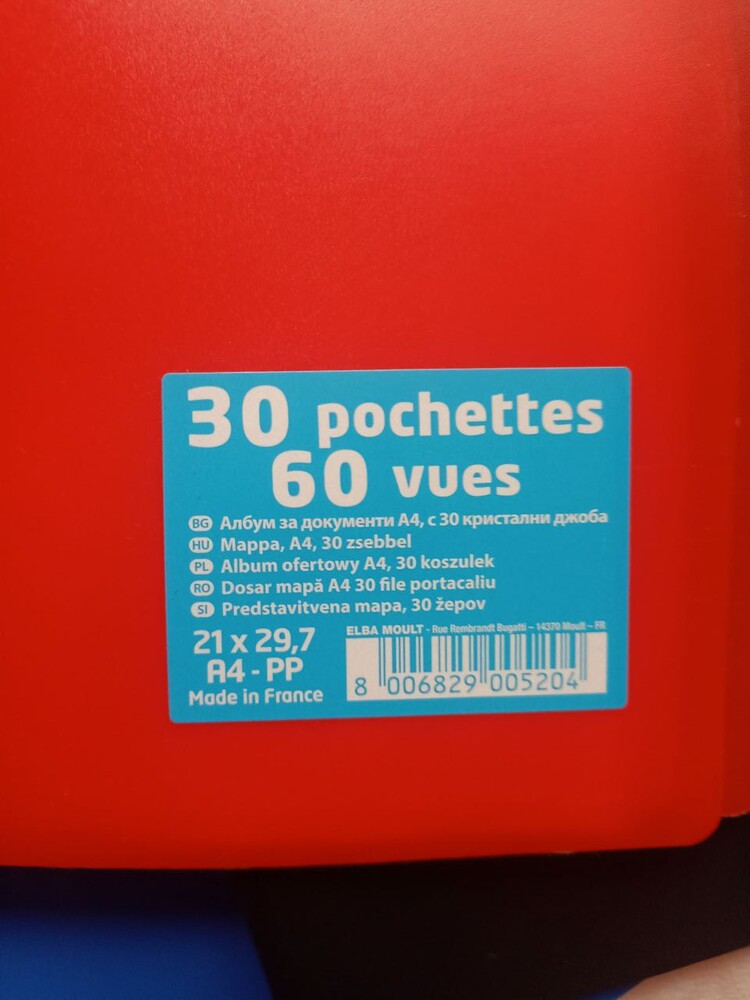 30 pochettes
60 vues
BG Албум за документи А4, с 30 кристални джоба
HU Mappa, A4, 30 zsebbel
PL Album ofertowy A4, 30 koszulek
RO Dosar mapă A4 30 file portacaliu
SI Predstavitvena mapa, 30 žepov
21 x 29,7
A4 - PP
Made in France
ELBA MOULT - Rue Rembrandt Bugatti – 14370 Moult – FR
8 006829 005204